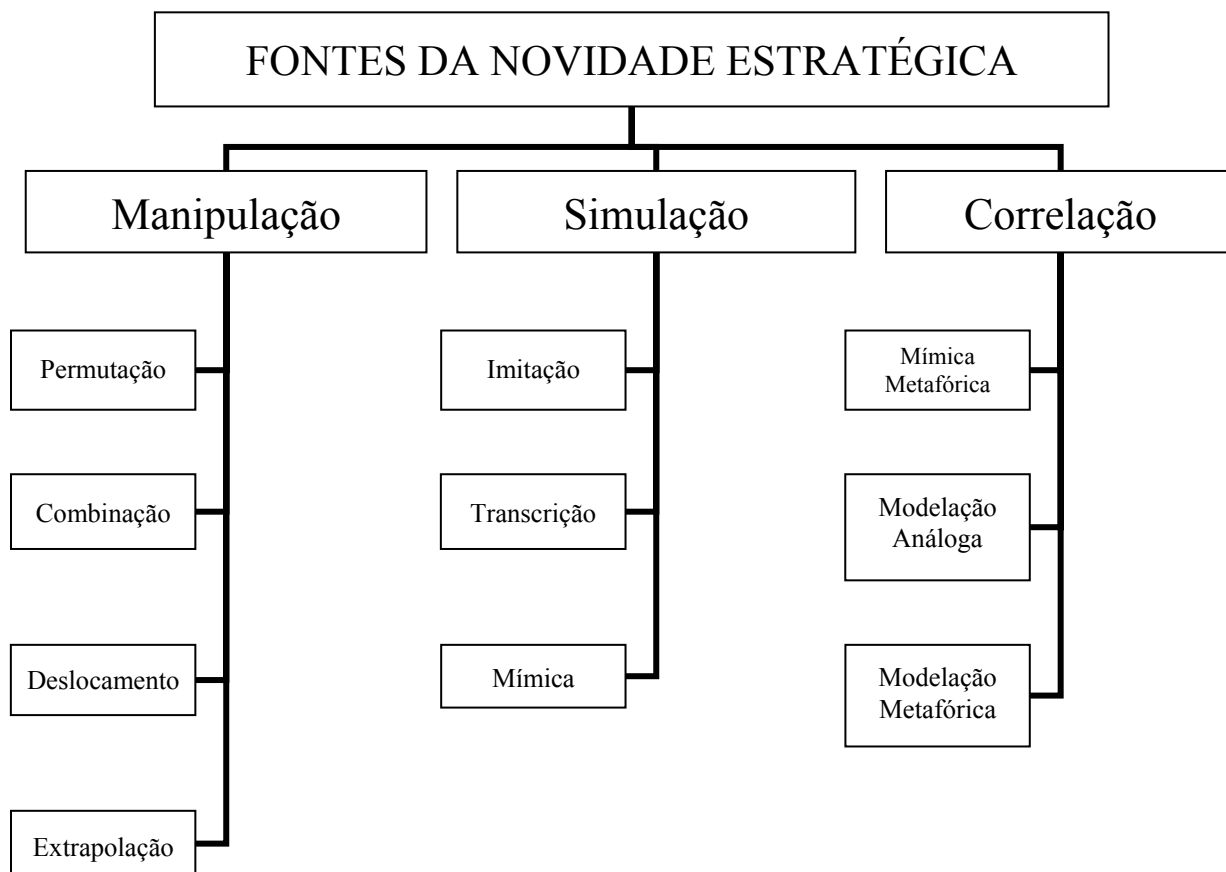 FONTES DA NOVIDADE ESTRATÉGICA
Manipulação
Simulação
Correlação
Permutação
Imitação
Mímica
Metafórica
Combinação
Transcrição
Modelação
Análoga
Deslocamento
Mímica
Modelação
Metafórica
Extrapolação